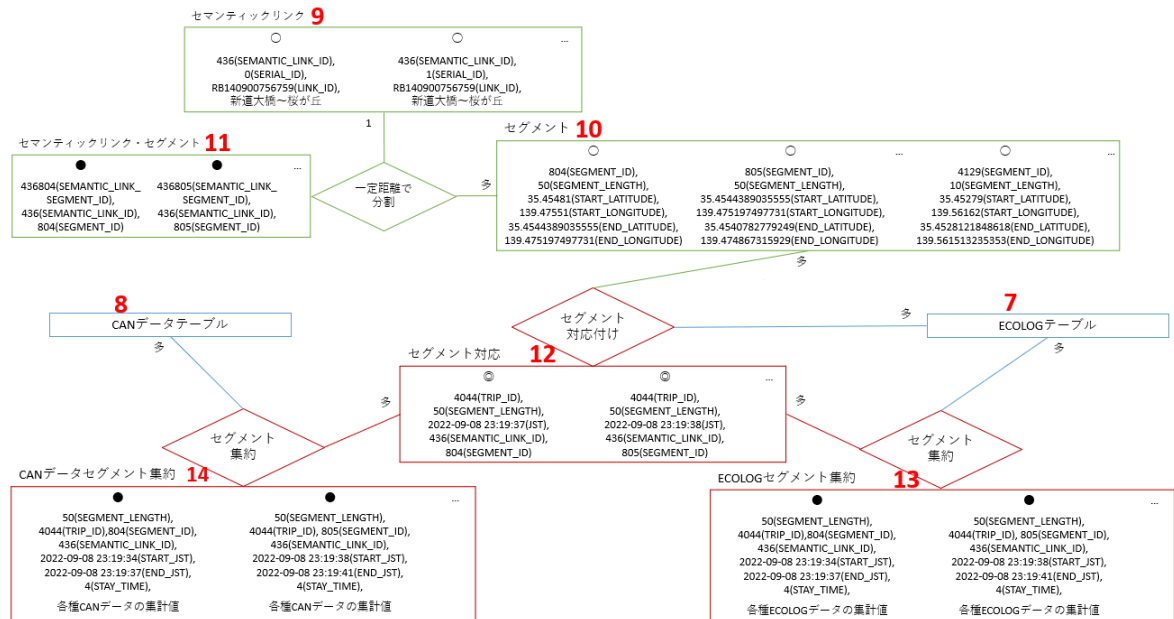 セマンティックリンク 9
○ ○ ...
436(SEMANTIC_LINK_ID),
0(SERIAL_ID),
RB140900756759(LINK_ID),
新道大橋～桜が丘
436(SEMANTIC_LINK_ID),
1(SERIAL_ID),
RB140900756759(LINK_ID),
新道大橋～桜が丘
1
セマンティックリンク・セグメント 11
● ● ...
436804(SEMANTIC_LINK_
SEGMENT_ID),
436(SEMANTIC_LINK_ID),
804(SEGMENT_ID)
436805(SEMANTIC_LINK_
SEGMENT_ID),
436(SEMANTIC_LINK_ID),
805(SEGMENT_ID)
一定距離で
分割
多
セグメント 10
○ ○ ... ○ ...
804(SEGMENT_ID),
50(SEGMENT_LENGTH),
35.45481(START_LATITUDE),
139.47551(START_LONGITUDE),
35.4544389035555(END_LATITUDE),
139.475197497731(END_LONGITUDE)
805(SEGMENT_ID),
50(SEGMENT_LENGTH),
35.4544389035555(START_LATITUDE),
139.475197497731(START_LONGITUDE),
35.4540782779249(END_LATITUDE),
139.474867315929(END_LONGITUDE)
4129(SEGMENT_ID),
10(SEGMENT_LENGTH),
35.45279(START_LATITUDE),
139.56162(START_LONGITUDE),
35.4528121848618(END_LATITUDE),
139.561513235353(END_LONGITUDE)
多
8
CANデータテーブル
多
セグメント
対応付け
多
7
ECOLOGテーブル
多
セグメント対応 12
◎ ◎ ...
4044(TRIP_ID),
50(SEGMENT_LENGTH),
2022-09-08 23:19:37(JST),
436(SEMANTIC_LINK_ID),
804(SEGMENT_ID)
4044(TRIP_ID),
50(SEGMENT_LENGTH),
2022-09-08 23:19:38(JST),
436(SEMANTIC_LINK_ID),
805(SEGMENT_ID)
多
多
セグメント
集約
セグメント
集約
CANデータセグメント集約 14
● ● ...
50(SEGMENT_LENGTH),
4044(TRIP_ID),804(SEGMENT_ID),
436(SEMANTIC_LINK_ID),
2022-09-08 23:19:34(START_JST),
2022-09-08 23:19:37(END_JST),
4(STAY_TIME),
各種CANデータの集計値
50(SEGMENT_LENGTH),
4044(TRIP_ID), 805(SEGMENT_ID),
436(SEMANTIC_LINK_ID),
2022-09-08 23:19:38(START_JST),
2022-09-08 23:19:41(END_JST),
4(STAY_TIME),
各種CANデータの集計値
ECOLOGセグメント集約 13
● ● ...
50(SEGMENT_LENGTH),
4044(TRIP_ID),804(SEGMENT_ID),
436(SEMANTIC_LINK_ID),
2022-09-08 23:19:34(START_JST),
2022-09-08 23:19:37(END_JST),
4(STAY_TIME),
各種ECOLOGデータの集計値
50(SEGMENT_LENGTH),
4044(TRIP_ID), 805(SEGMENT_ID),
436(SEMANTIC_LINK_ID),
2022-09-08 23:19:38(START_JST),
2022-09-08 23:19:41(END_JST),
4(STAY_TIME),
各種ECOLOGデータの集計値